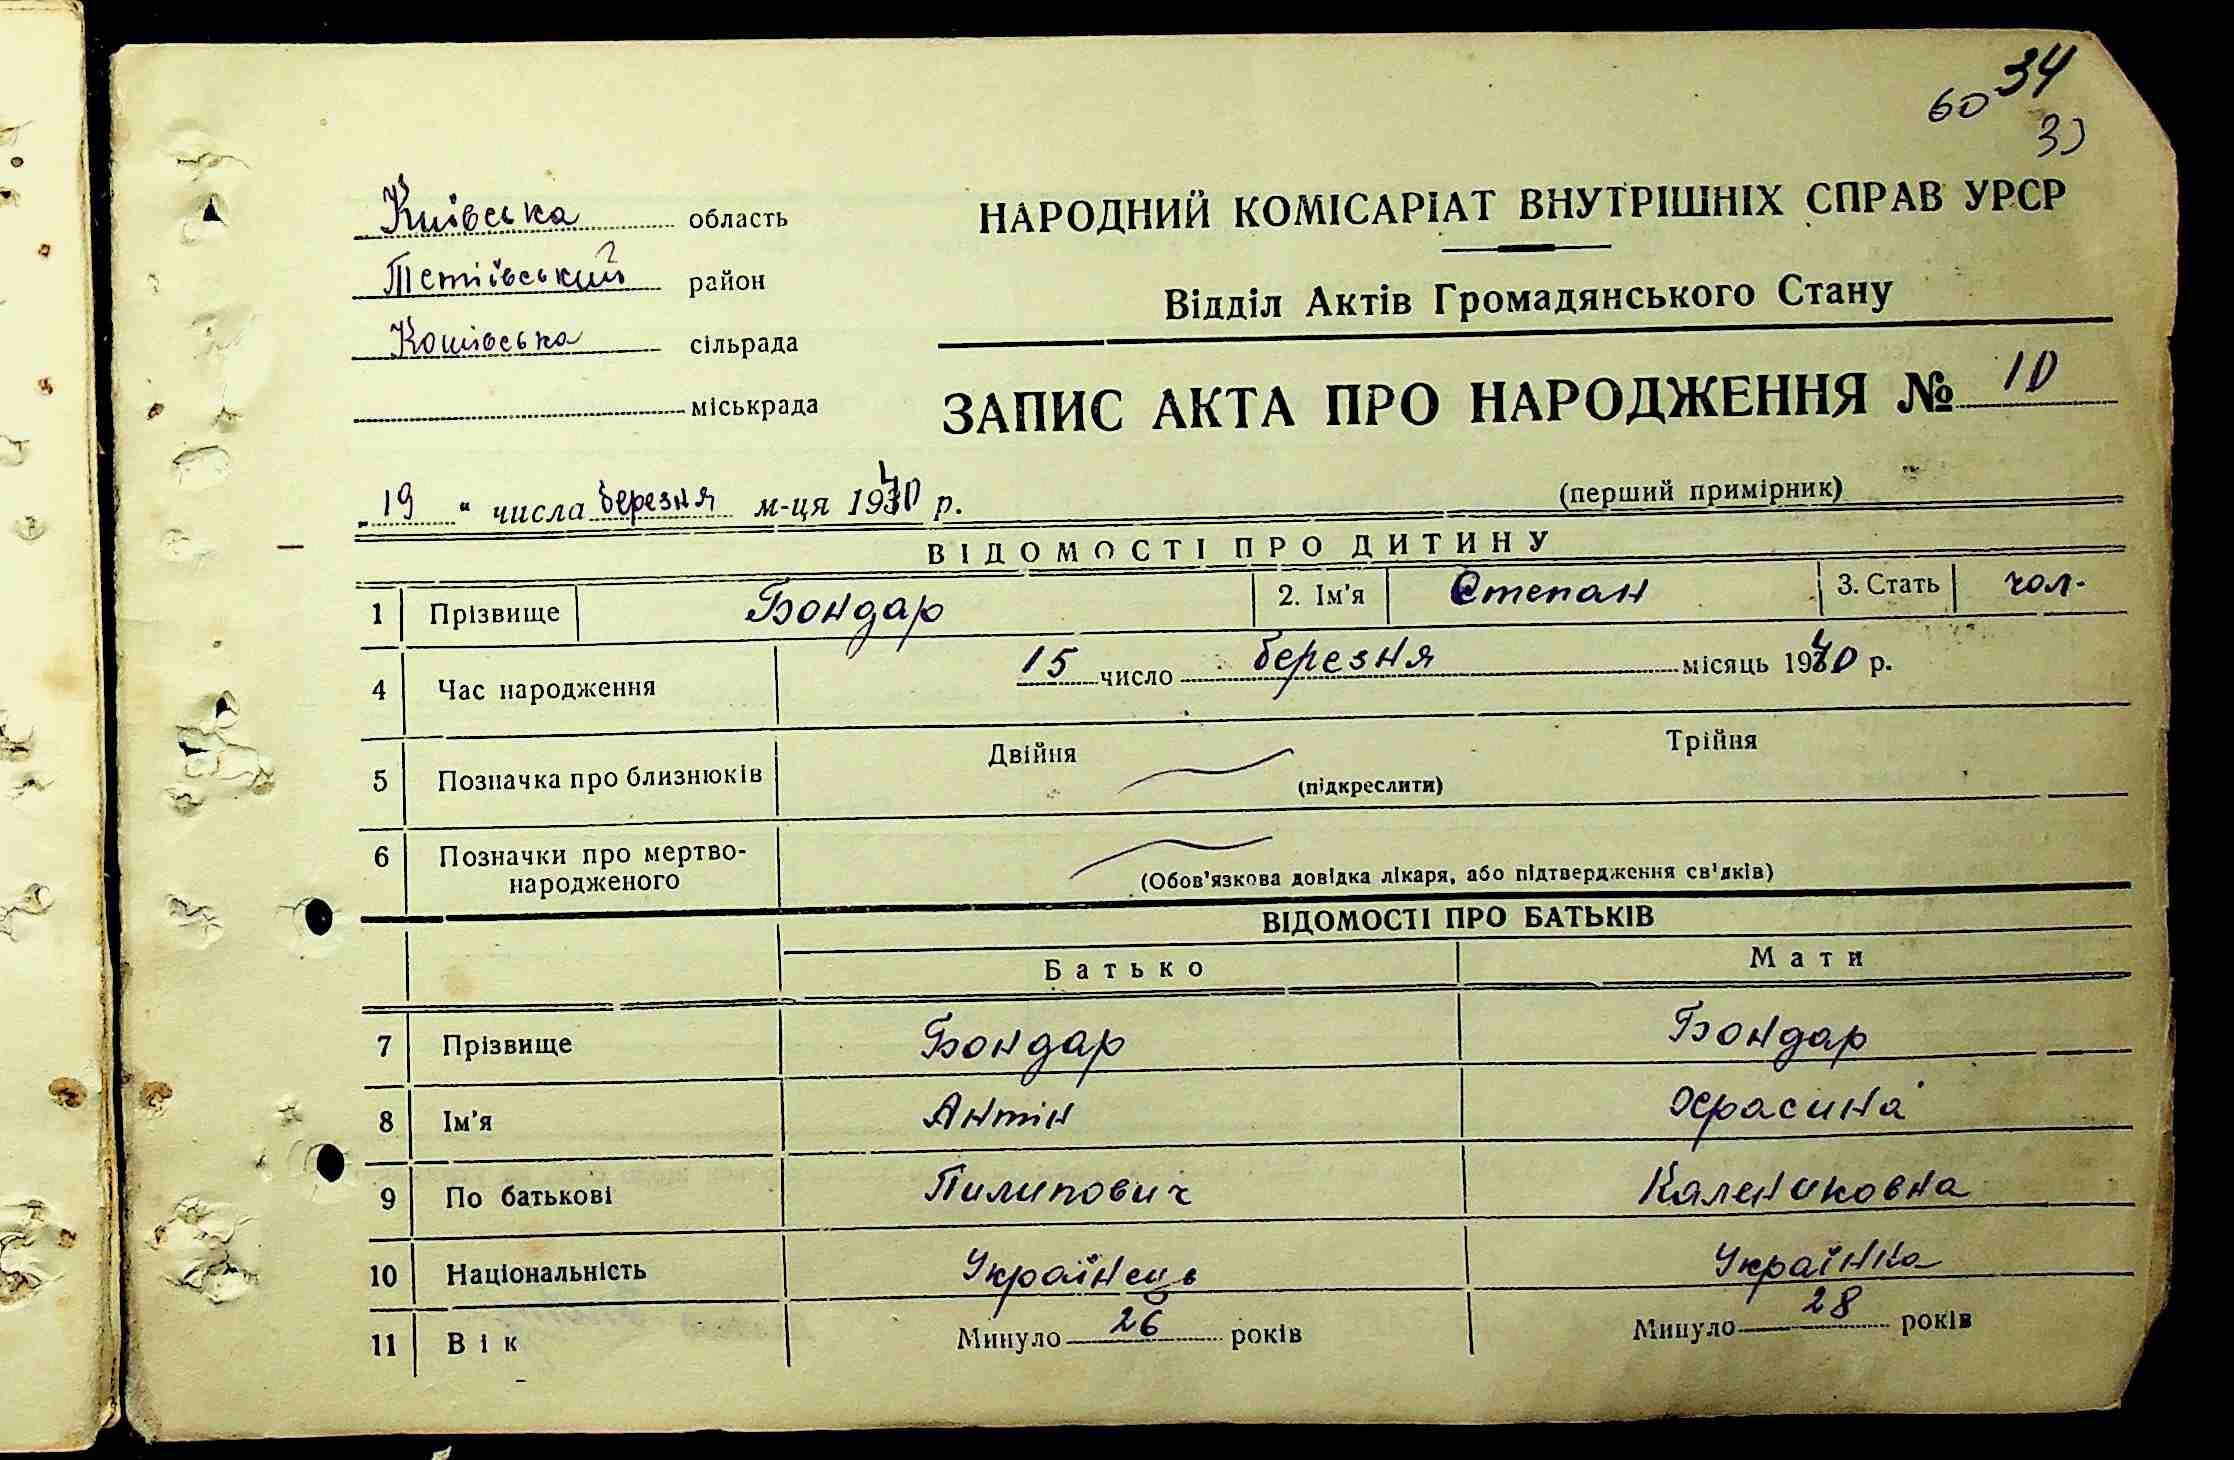 34
60
33
Київська область
Тетіївський район
Кошівська сільрада
міськрада
НАРОДНИЙ КОМІСАРІАТ ВНУТРІШНІХ СПРАВ УРСР
Відділ Актів Громадянського Стану
ЗАПИС АКТА ПРО НАРОДЖЕННЯ № 10
„ 19 “ числа березня м-ця 1940 р.
(перший примірник)
ВІДОМОСТІ ПРО ДИТИНУ
1 Прізвище Бондар 2. Ім'я Степан 3. Стать чол-
4 Час народження 15 число березня місяць 1940 р.
5 Позначка про близнюків Двійня Трійня
(підкреслити)
6 Позначки про мертво-
народженого
(Обов'язкова довідка лікаря, або підтвердження св'дків)
ВІДОМОСТІ ПРО БАТЬКІВ
Батько Мати
7 Прізвище Бондар Бондар
8 Ім'я Антін
9 По батькові Пилипович Калениковна
10 Національність Українець Українка
11 Вік Минуло 26 років Минуло 28 років